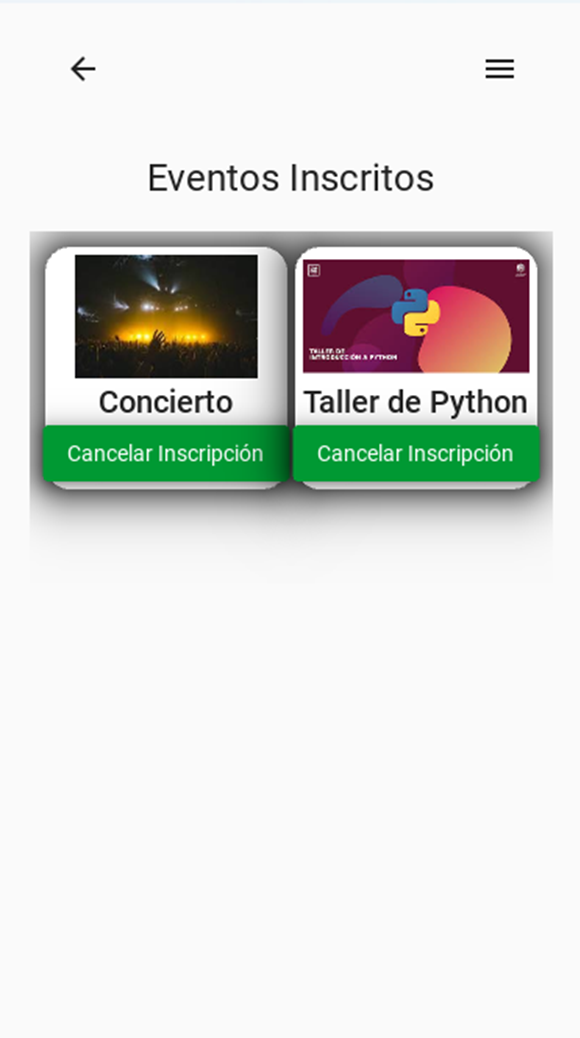 Eventos Inscritos
Concierto
Taller de Python
Cancelar Inscripción
Cancelar Inscripción
TALLER DE
INTRODUCCIÓN A PYTHON